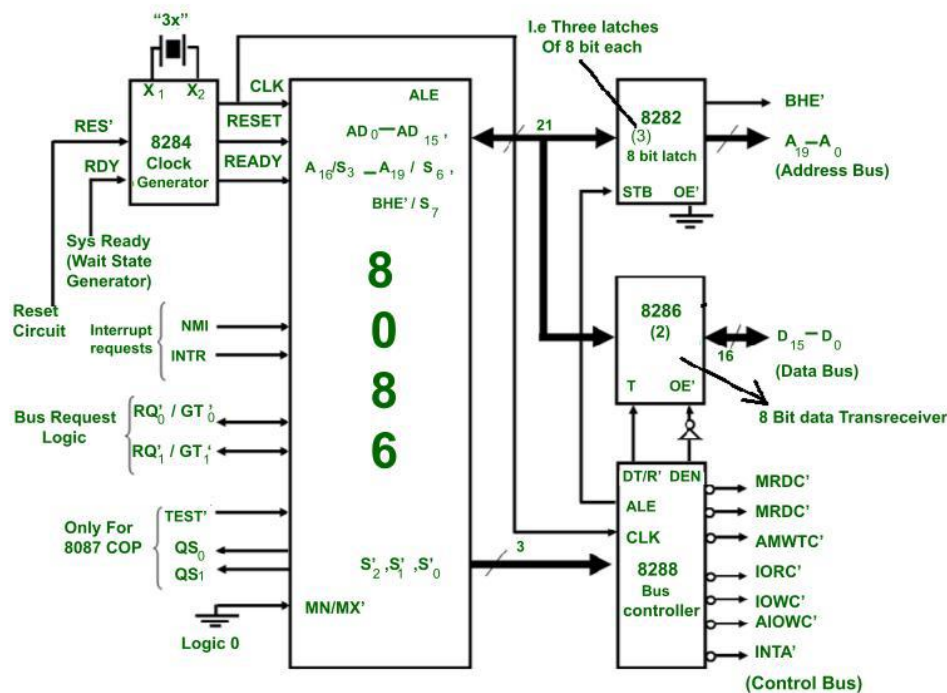 “3x”
X1 X2
8284
Clock
Generator
RES’
RDY
CLK
RESET
READY
Sys Ready
(Wait State
Generator)
Reset
Circuit
Interrupt
requests
NMI
INTR
Bus Request
Logic
RQ’0 / GT’0
RQ’1 / GT’1
Only For
8087 COP
TEST’
QS0
QS1
Logic 0
ALE
AD0—AD15,
A16/S3 —A19 / S6,
BHE’ / S7
8
0
8
6
S’2 ,S’1 ,S’0
MN/MX’
21
3
I.e Three latches
Of 8 bit each
8282
(3)
8 bit latch
STB OE’
BHE’
A19—A0
(Address Bus)
8286
(2)
T OE’
16
D15—D0
(Data Bus)
8 Bit data Transreceiver
DT/R’ DEN
ALE
CLK
8288
Bus
controller
MRDC’
MRDC’
AMWTC’
IORC’
IOWC’
AIOWC’
INTA’
(Control Bus)